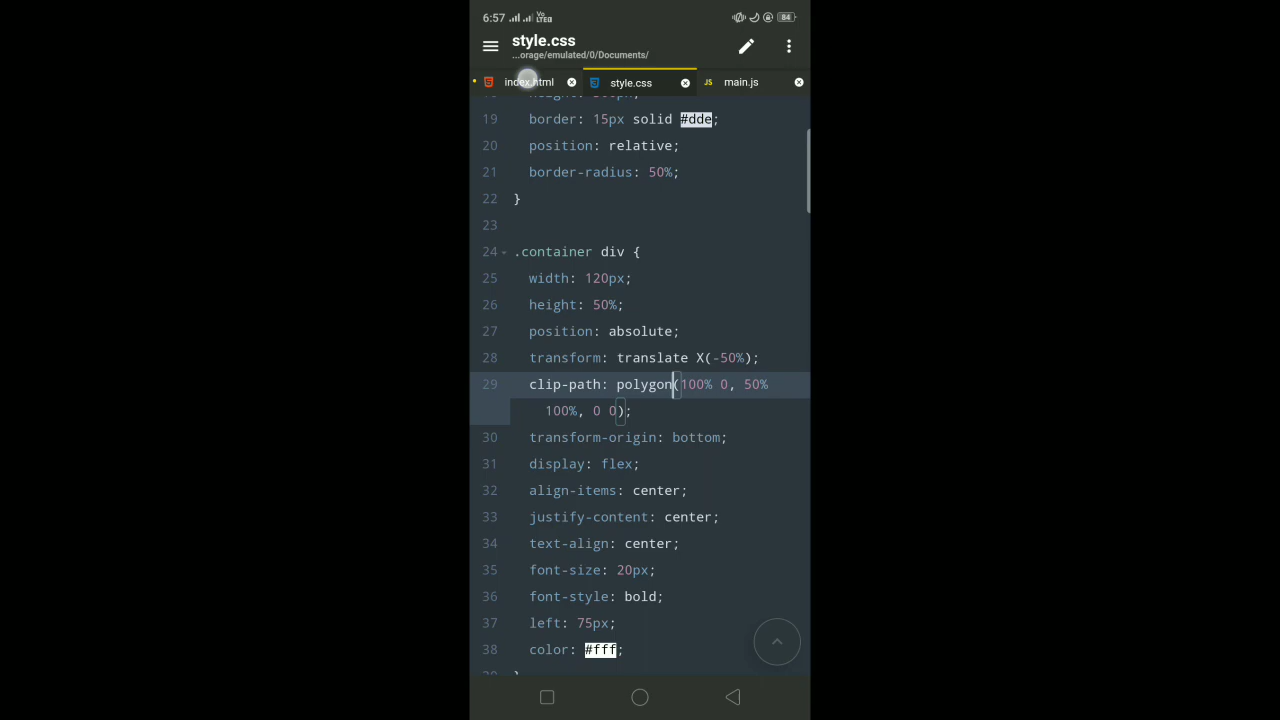 6:57 Vo LTE 84
style.css
...orage/emulated/0/Documents/
index.html style.css JS main.js
19 border: 15px solid #dde;
20 position: relative;
21 border-radius: 50%;
22 }
23
24 .container div {
25 width: 120px;
26 height: 50%;
27 position: absolute;
28 transform: translate X(-50%);
29 clip-path: polygon(100% 0, 50%
100%, 0 0);
30 transform-origin: bottom;
31 display: flex;
32 align-items: center;
33 justify-content: center;
34 text-align: center;
35 font-size: 20px;
36 font-style: bold;
37 left: 75px;
38 color: #fff;